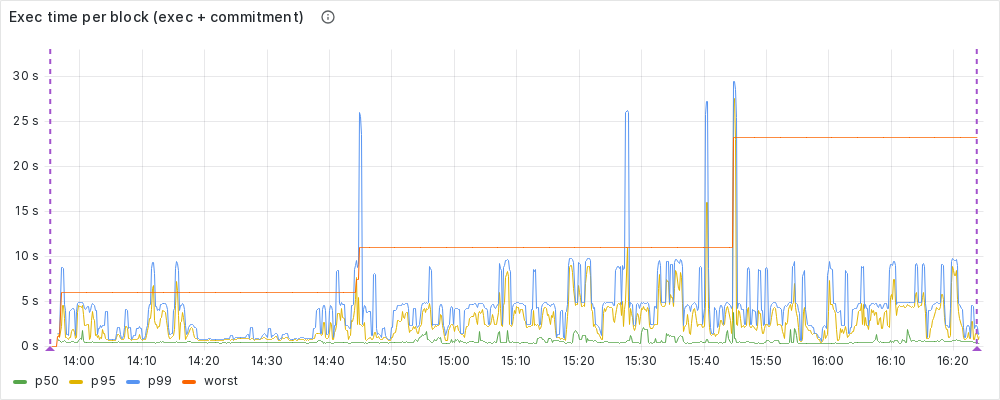 Exec time per block (exec + commitment)
30 s
25 s
20 s
15 s
10 s
5 s
0 s
14:00 14:10 14:20 14:30 14:40 14:50 15:00 15:10 15:20 15:30 15:40 15:50 16:00 16:10 16:20
p50 p95 p99 worst